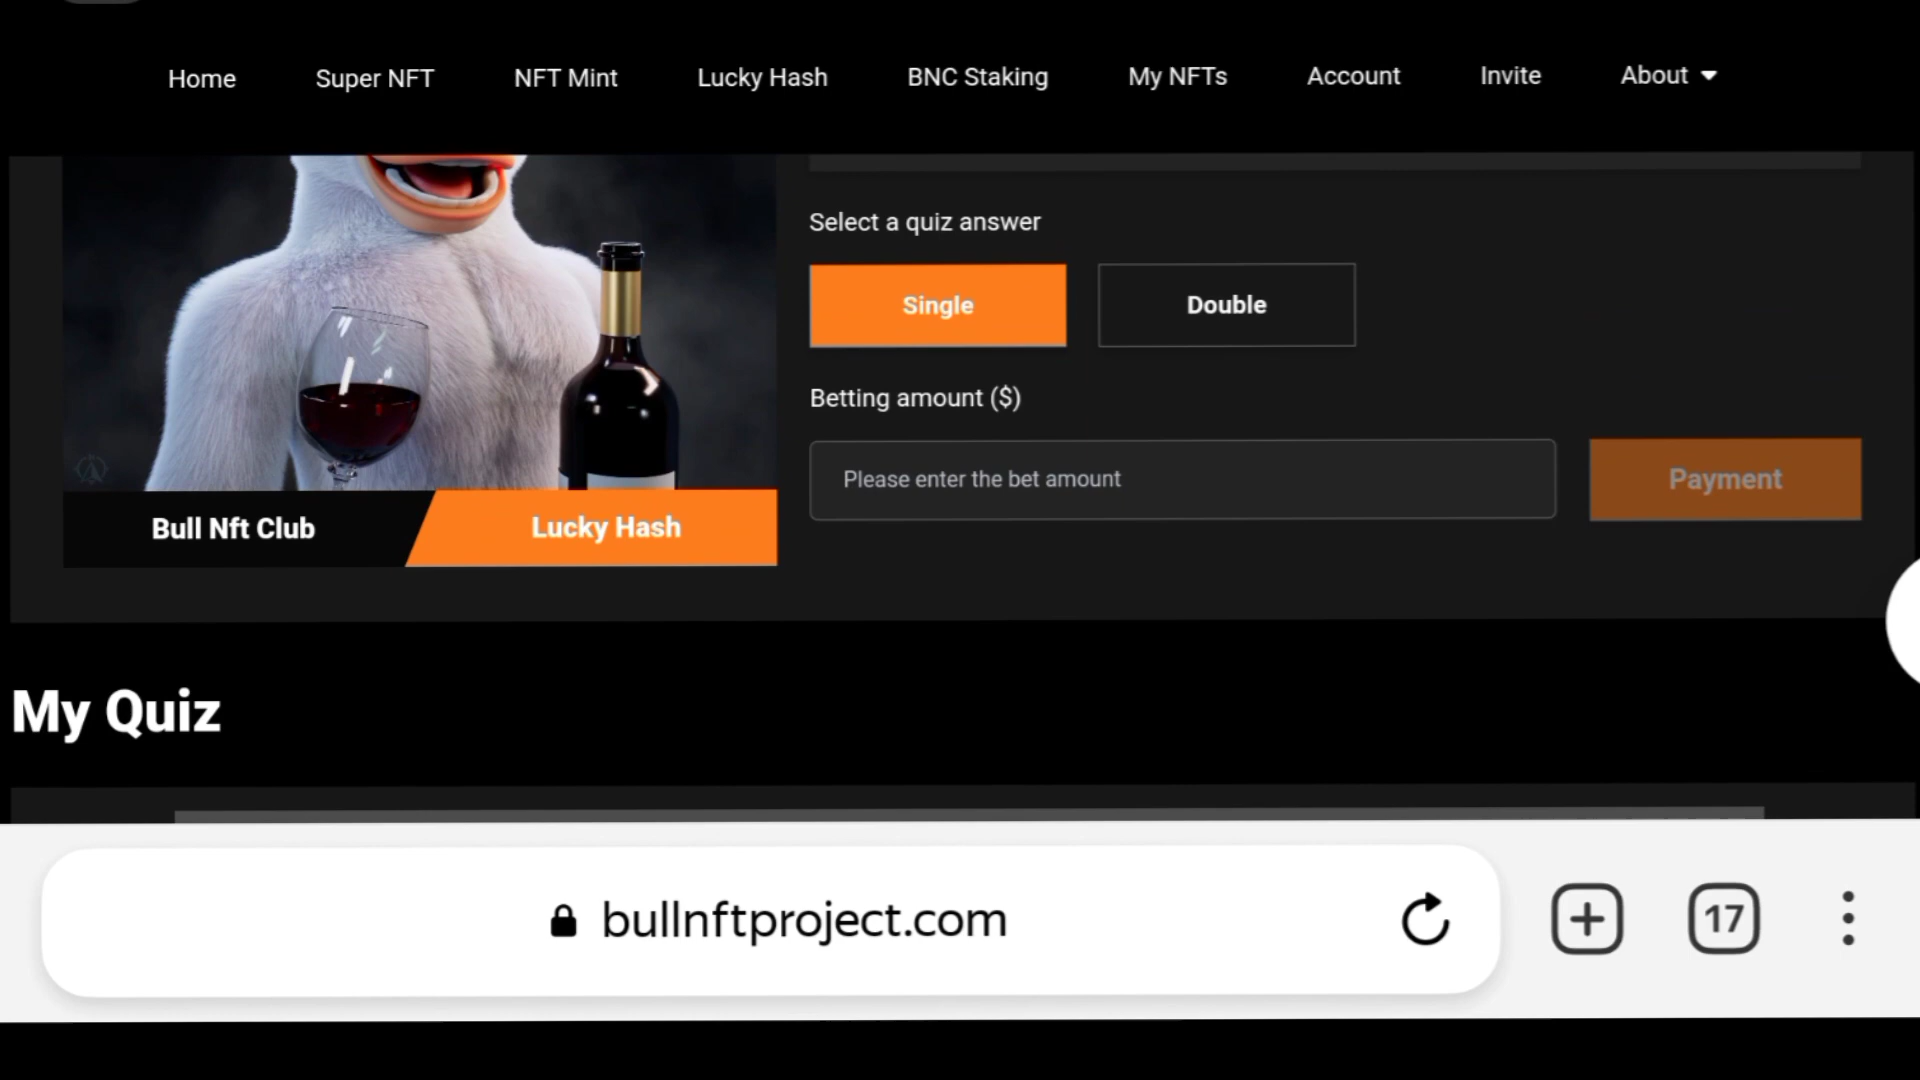 Home Super NFT NFT Mint Lucky Hash BNC Staking My NFTs Account Invite About
Select a quiz answer
Single Double
Betting amount ($)
Please enter the bet amount Payment
Bull Nft Club Lucky Hash
My Quiz
bullnftproject.com 17